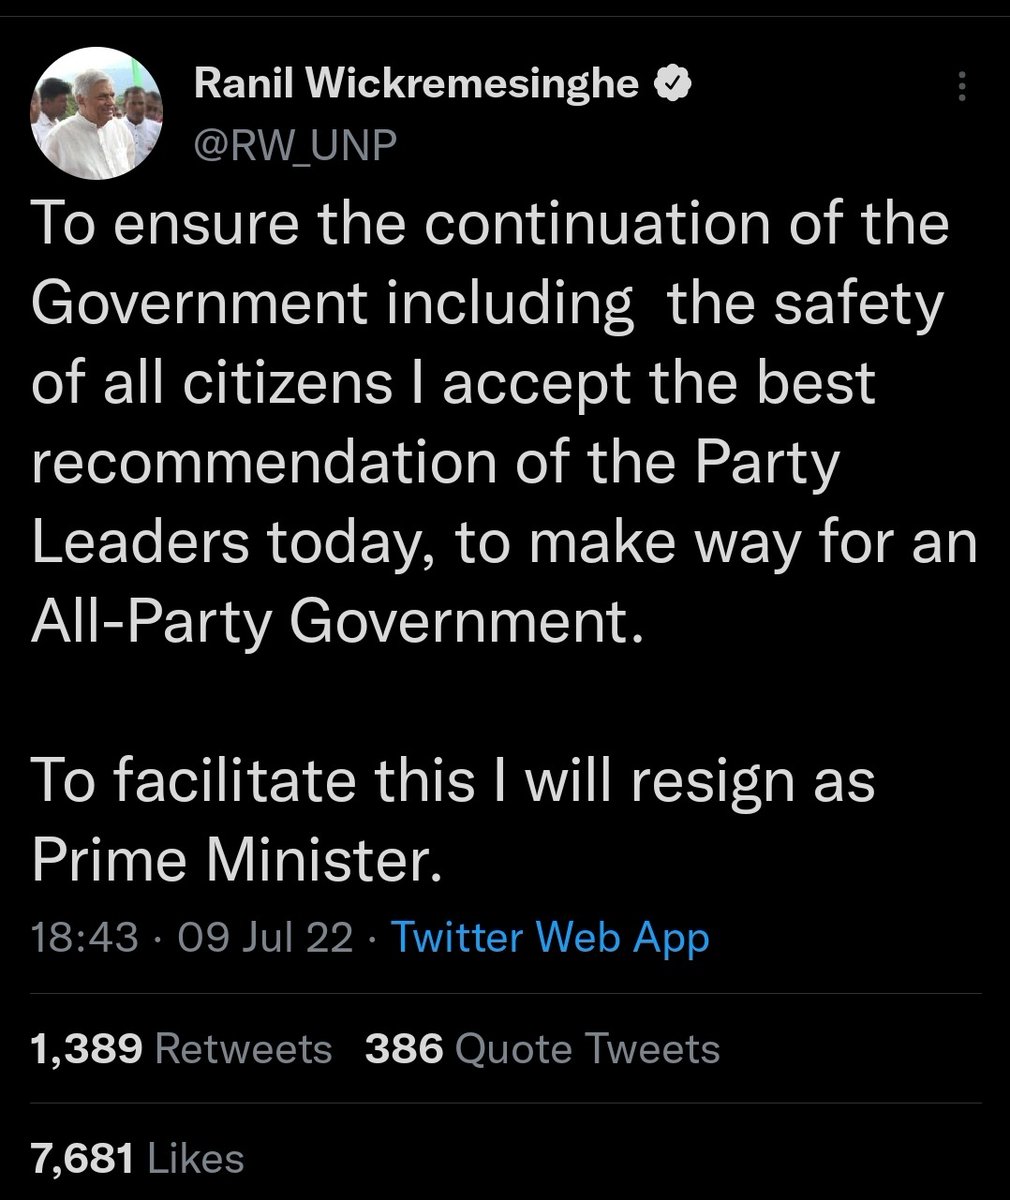 Ranil Wickremesinghe
@RW_UNP
To ensure the continuation of the
Government including  the safety
of all citizens I accept the best
recommendation of the Party
Leaders today, to make way for an
All-Party Government.
To facilitate this I will resign as
Prime Minister.
18:43 · 09 Jul 22 · Twitter Web App
1,389 Retweets 386 Quote Tweets
7,681 Likes